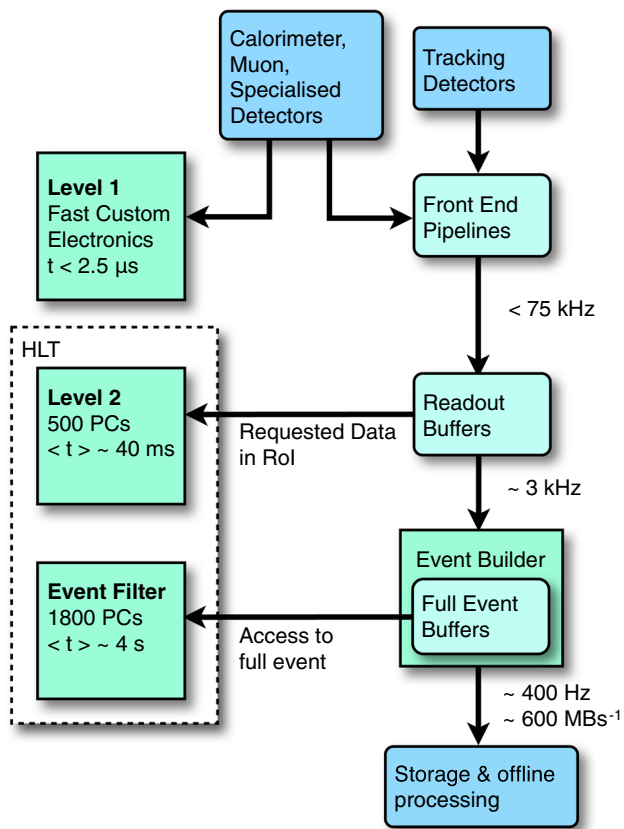 Calorimeter,
Muon,
Specialised
Detectors
Tracking
Detectors
Level 1
Fast Custom
Electronics
t < 2.5 µs
Front End
Pipelines
< 75 kHz
HLT
Level 2
500 PCs
< t > ~ 40 ms
Requested Data
in RoI
Readout
Buffers
~ 3 kHz
Event Builder
Full Event
Buffers
Event Filter
1800 PCs
< t > ~ 4 s
Access to
full event
~ 400 Hz
~ 600 MBs⁻¹
Storage & offline
processing